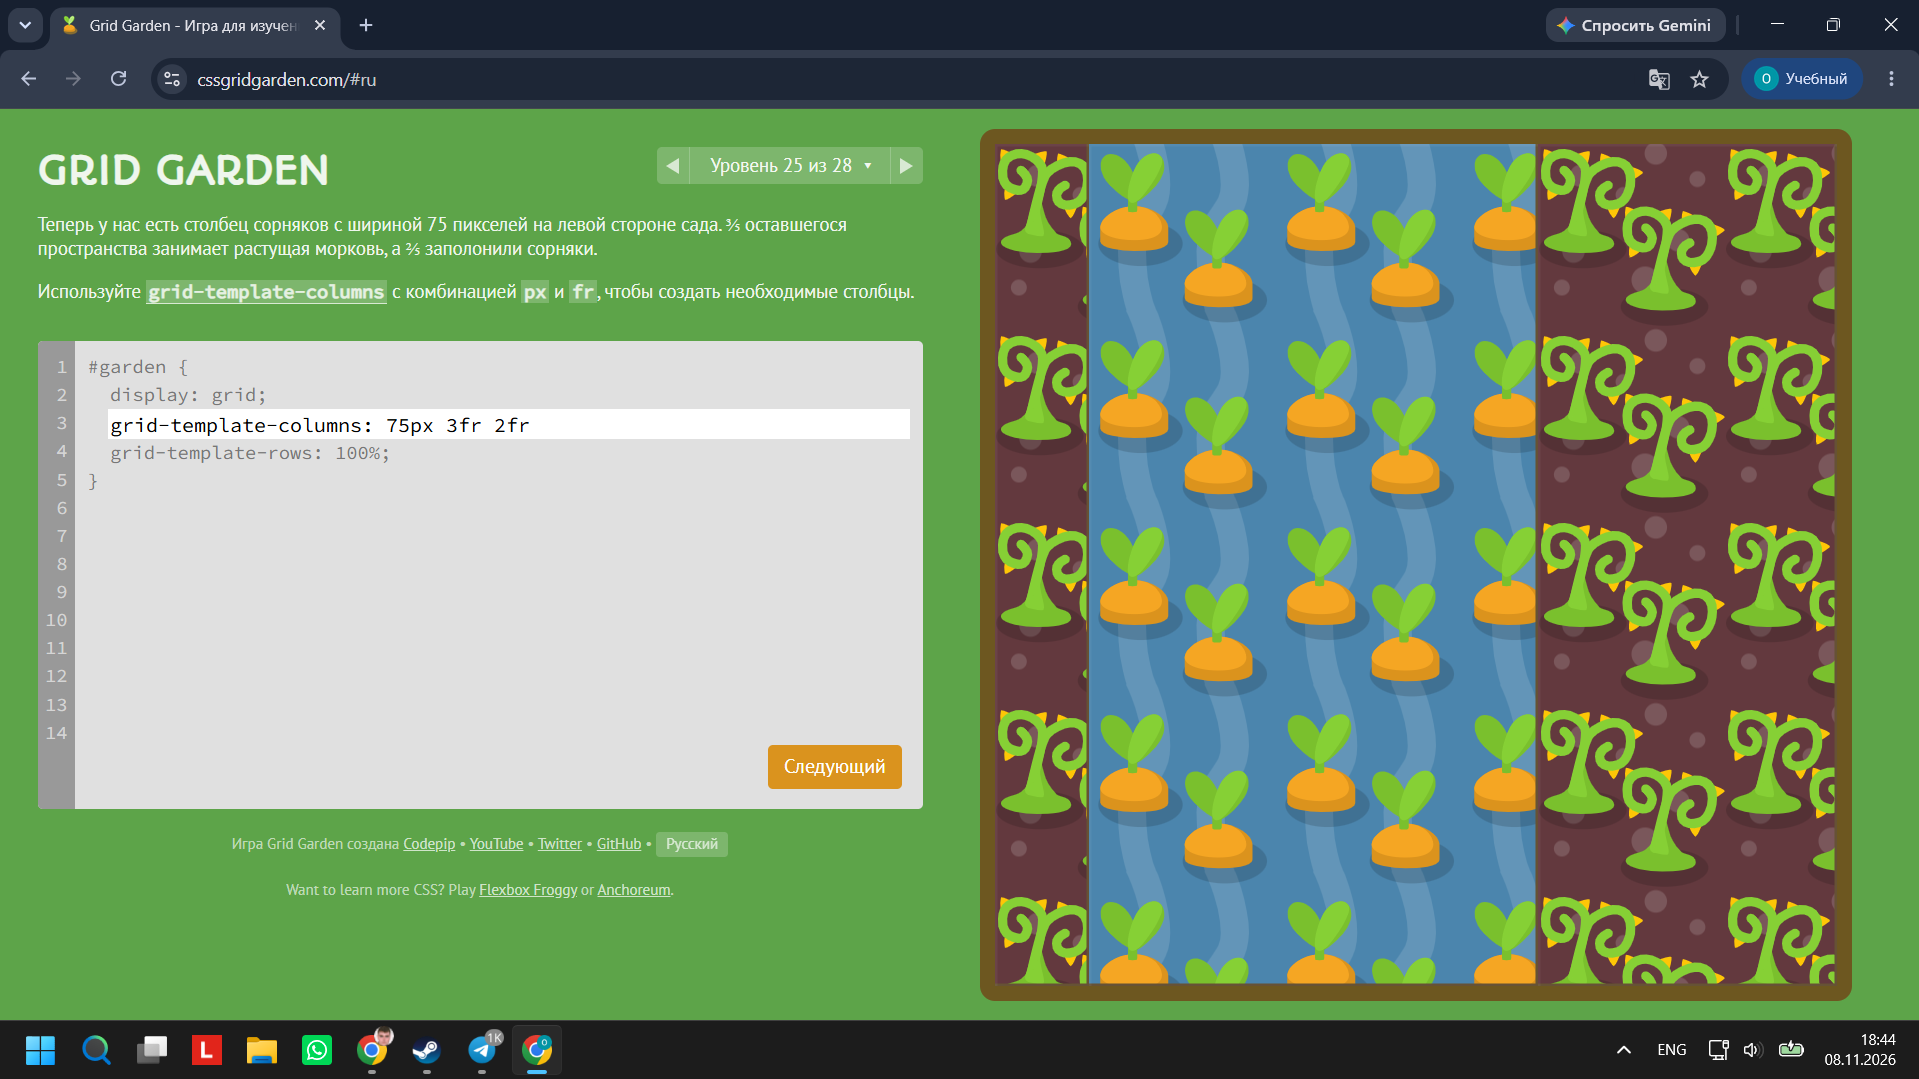 Grid Garden - Игра для изучен
Спросить Gemini
cssgridgarden.com/#ru
О Учебный
GRID GARDEN
Уровень 25 из 28
Теперь у нас есть столбец сорняков с шириной 75 пикселей на левой стороне сада. ⅗ оставшегося
пространства занимает растущая морковь, а ⅖ заполонили сорняки.
Используйте grid-template-columns с комбинацией px и fr, чтобы создать необходимые столбцы.
1 #garden {
2 display: grid;
3 grid-template-columns: 75px 3fr 2fr
4 grid-template-rows: 100%;
5 }
6
7
8
9
10
11
12
13
14
Следующий
Игра Grid Garden создана Codepip • YouTube • Twitter • GitHub • Русский
Want to learn more CSS? Play Flexbox Froggy or Anchoreum.
L
1K
О
ENG
18:44
08.11.2026